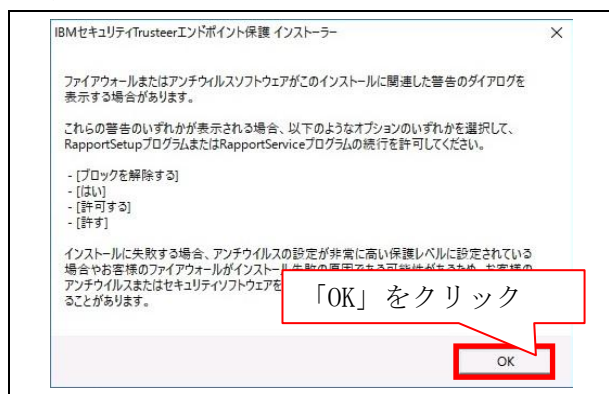 IBMセキュリティTrusteerエンドポイント保護 インストーラー
ファイアウォールまたはアンチウィルスソフトウェアがこのインストールに関連した警告のダイアログを
表示する場合があります。
これらの警告のいずれかが表示される場合、以下のようなオプションのいずれかを選択して、
RapportSetupプログラムまたはRapportServiceプログラムの続行を許可してください。
- [ブロックを解除する]
- [はい]
- [許可する]
- [許す]
インストールに失敗する場合、アンチウイルスの設定が非常に高い保護レベルに設定されている
場合やお客様のファイアウォールがインストール失敗の原因である可能性があるため、お客様の
アンチウイルスまたはセキュリティソフトウェアを
ることがあります。
「OK」をクリック
OK